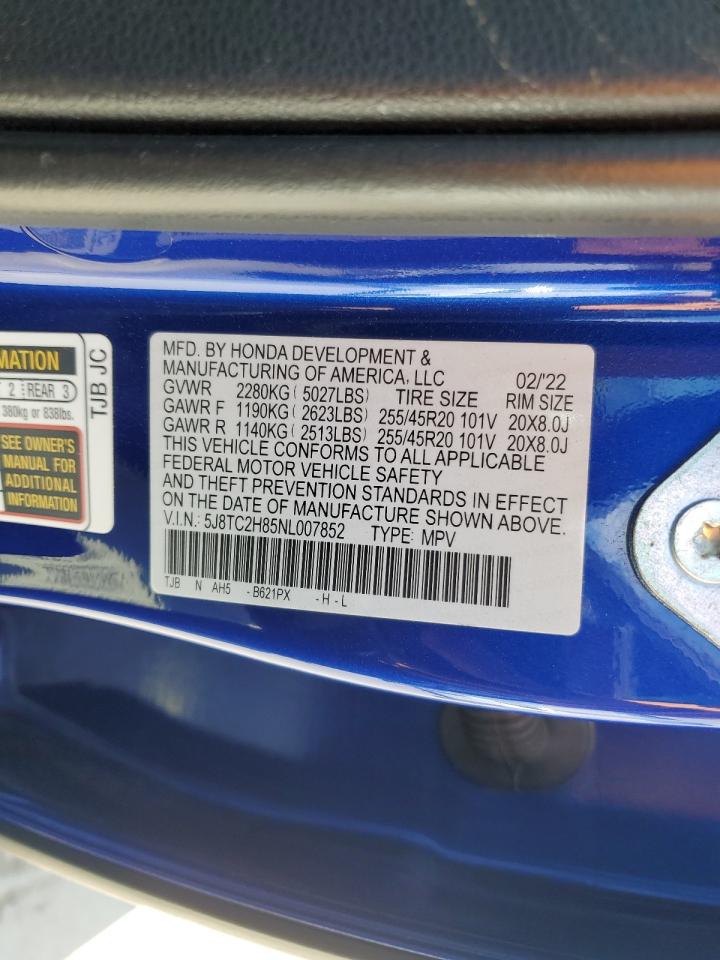 MATION
2 REAR 3
380kg or 838lbs.
SEE OWNER'S
MANUAL FOR
ADDITIONAL
INFORMATION
TJB JC
MFD. BY HONDA DEVELOPMENT &
MANUFACTURING OF AMERICA, LLC 02/'22
GVWR 2280KG ( 5027LBS) TIRE SIZE RIM SIZE
GAWR F 1190KG ( 2623LBS) 255/45R20 101V 20X8.0J
GAWR R 1140KG ( 2513LBS) 255/45R20 101V 20X8.0J
THIS VEHICLE CONFORMS TO ALL APPLICABLE
FEDERAL MOTOR VEHICLE SAFETY
AND THEFT PREVENTION STANDARDS IN EFFECT
ON THE DATE OF MANUFACTURE SHOWN ABOVE.
V.I.N.: 5J8TC2H85NL007852 TYPE: MPV
TJB N AH5 -B621PX -H-L